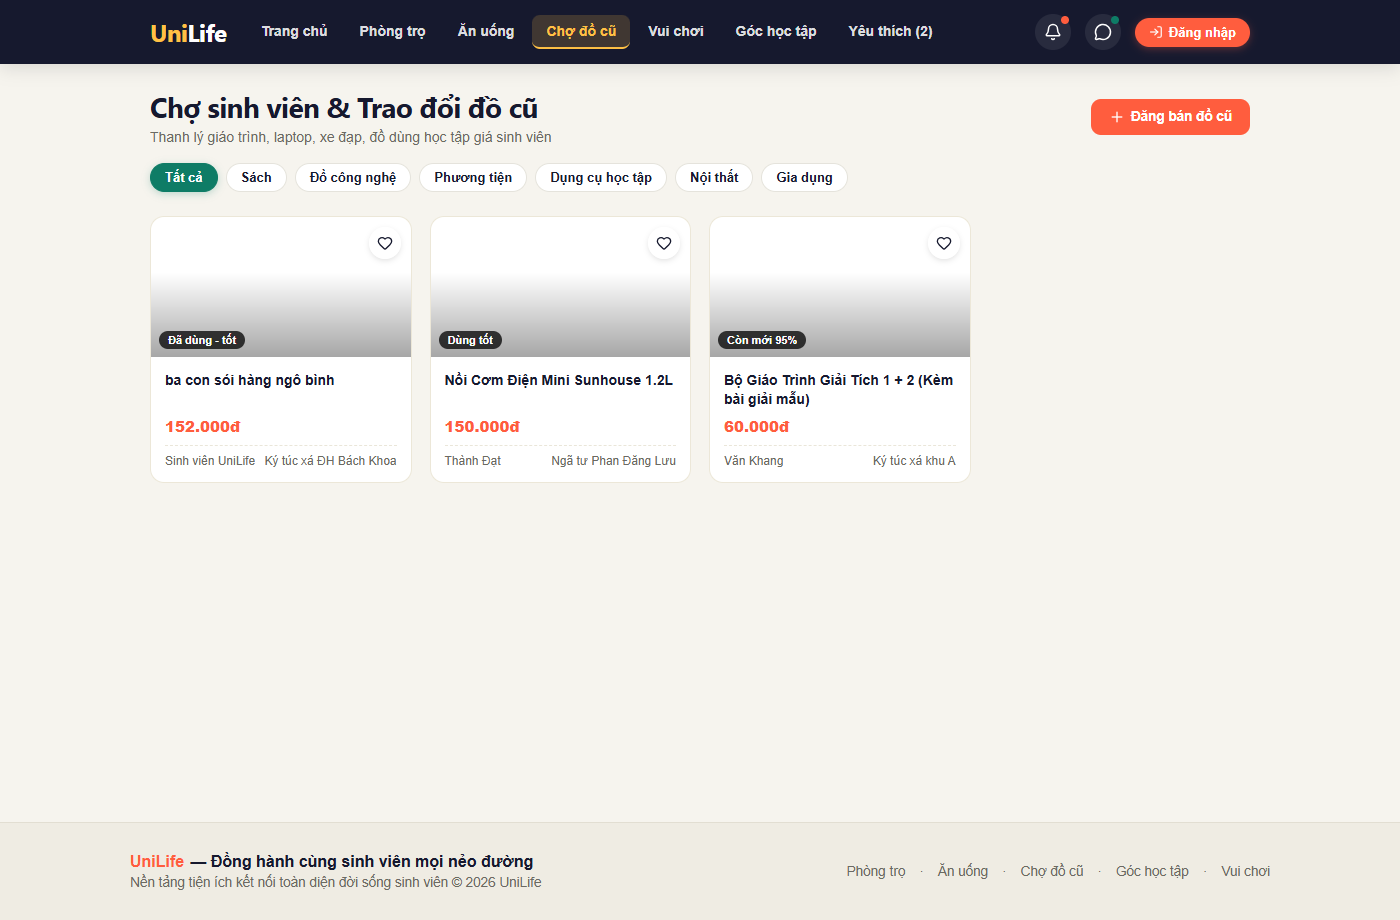 UniLife
Trang chủ
Phòng trọ
Ăn uống
Chợ đồ cũ
Vui chơi
Góc học tập
Yêu thích (2)
Đăng nhập
Chợ sinh viên & Trao đổi đồ cũ
Thanh lý giáo trình, laptop, xe đạp, đồ dùng học tập giá sinh viên
Đăng bán đồ cũ
Tất cả
Sách
Đồ công nghệ
Phương tiện
Dụng cụ học tập
Nội thất
Gia dụng
Đã dùng - tốt
ba con sói hàng ngô bình
152.000đ
Sinh viên UniLife
Ký túc xá ĐH Bách Khoa
Dùng tốt
Nồi Cơm Điện Mini Sunhouse 1.2L
150.000đ
Thành Đạt
Ngã tư Phan Đăng Lưu
Còn mới 95%
Bộ Giáo Trình Giải Tích 1 + 2 (Kèm
bài giải mẫu)
60.000đ
Văn Khang
Ký túc xá khu A
UniLife — Đồng hành cùng sinh viên mọi nẻo đường
Nền tảng tiện ích kết nối toàn diện đời sống sinh viên © 2026 UniLife
Phòng trọ · Ăn uống · Chợ đồ cũ · Góc học tập · Vui chơi